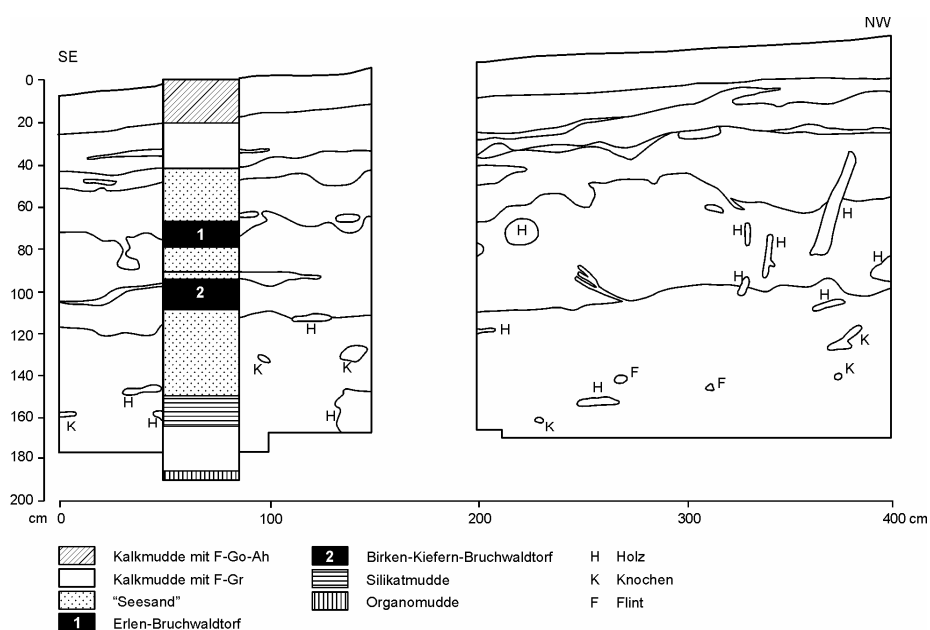 NW
SE
0
20
40
60
1
H
H
H
80
H
2
H
100
H
H
120
H
H
K
K
K
K
140
F
F
H
H
H
160
K
H
K
180
200
cm 0 100 200 300 400 cm
Kalkmudde mit F-Go-Ah 2 Birken-Kiefern-Bruchwaldtorf H Holz
Kalkmudde mit F-Gr Silikatmudde K Knochen
"Seesand" Organomudde F Flint
1 Erlen-Bruchwaldtorf